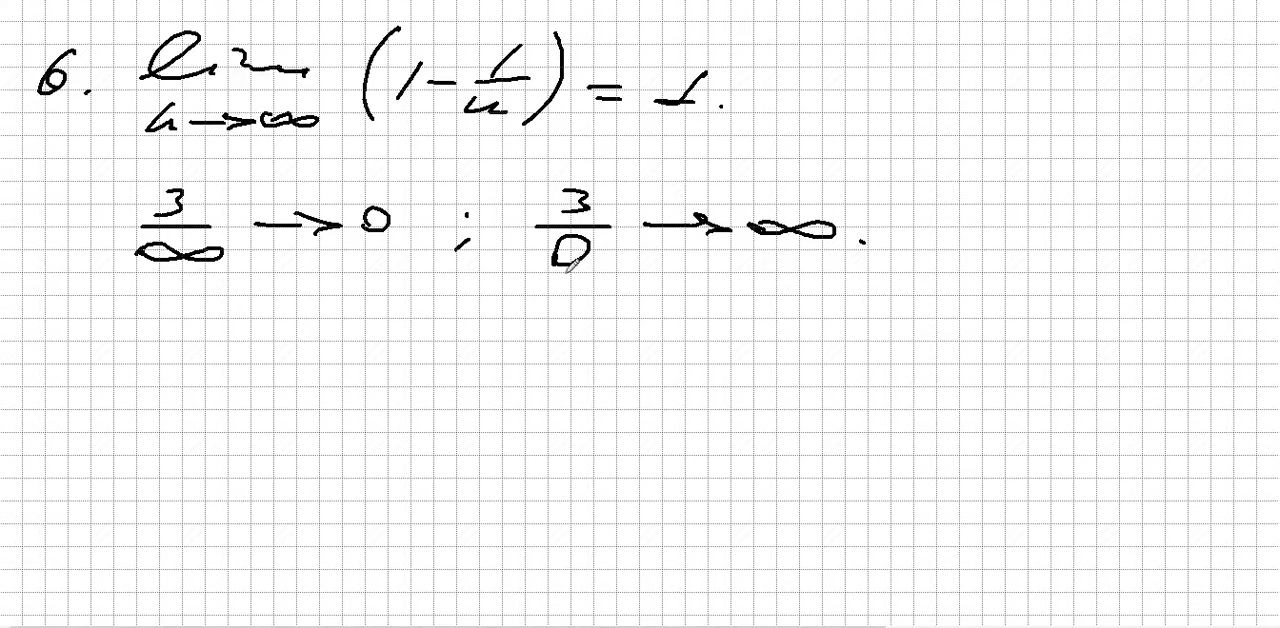 6. lim (1 - 1/n) = 1.
n → ∞
3/∞ → 0 ; 3/0 → ∞.